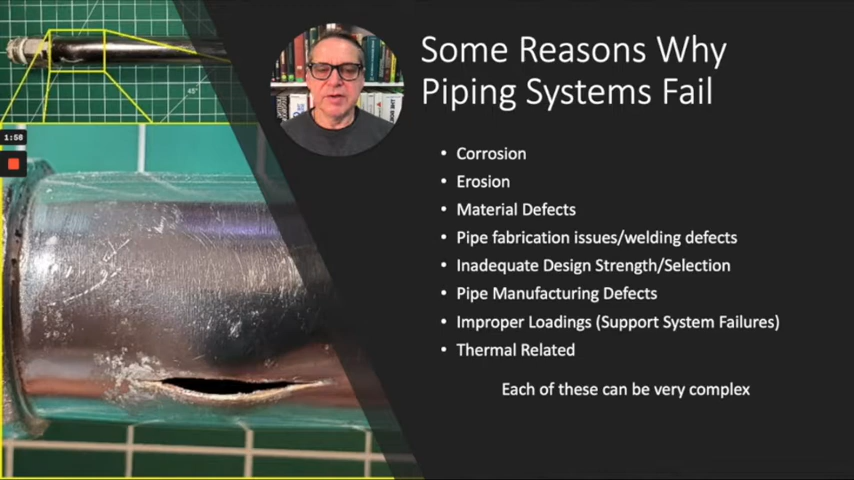 Some Reasons Why
Piping Systems Fail
1:58
45°
• Corrosion
• Erosion
• Material Defects
• Pipe fabrication issues/welding defects
• Inadequate Design Strength/Selection
• Pipe Manufacturing Defects
• Improper Loadings (Support System Failures)
• Thermal Related
Each of these can be very complex